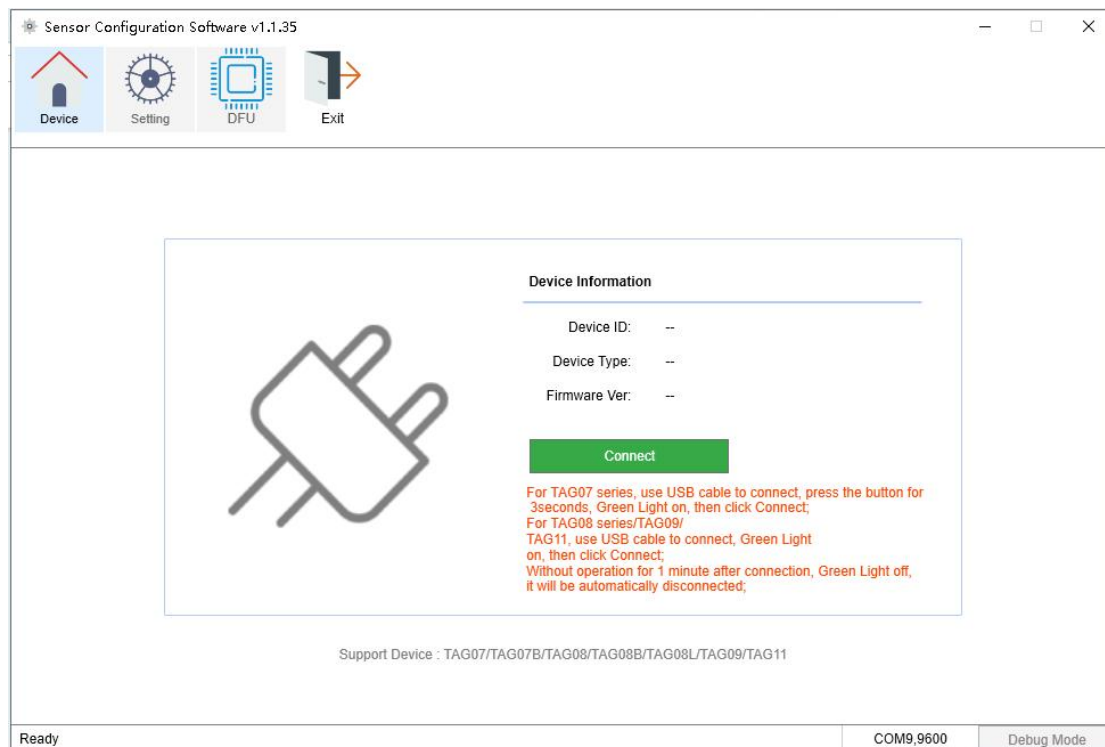 Sensor Configuration Software v1.1.35
Device Setting DFU Exit
Device Information
Device ID: --
Device Type: --
Firmware Ver: --
Connect
For TAG07 series, use USB cable to connect, press the button for
3seconds, Green Light on, then click Connect;
For TAG08 series/TAG09/
TAG11, use USB cable to connect, Green Light
on, then click Connect;
Without operation for 1 minute after connection, Green Light off,
it will be automatically disconnected;
Support Device : TAG07/TAG07B/TAG08/TAG08B/TAG08L/TAG09/TAG11
Ready COM9,9600 Debug Mode